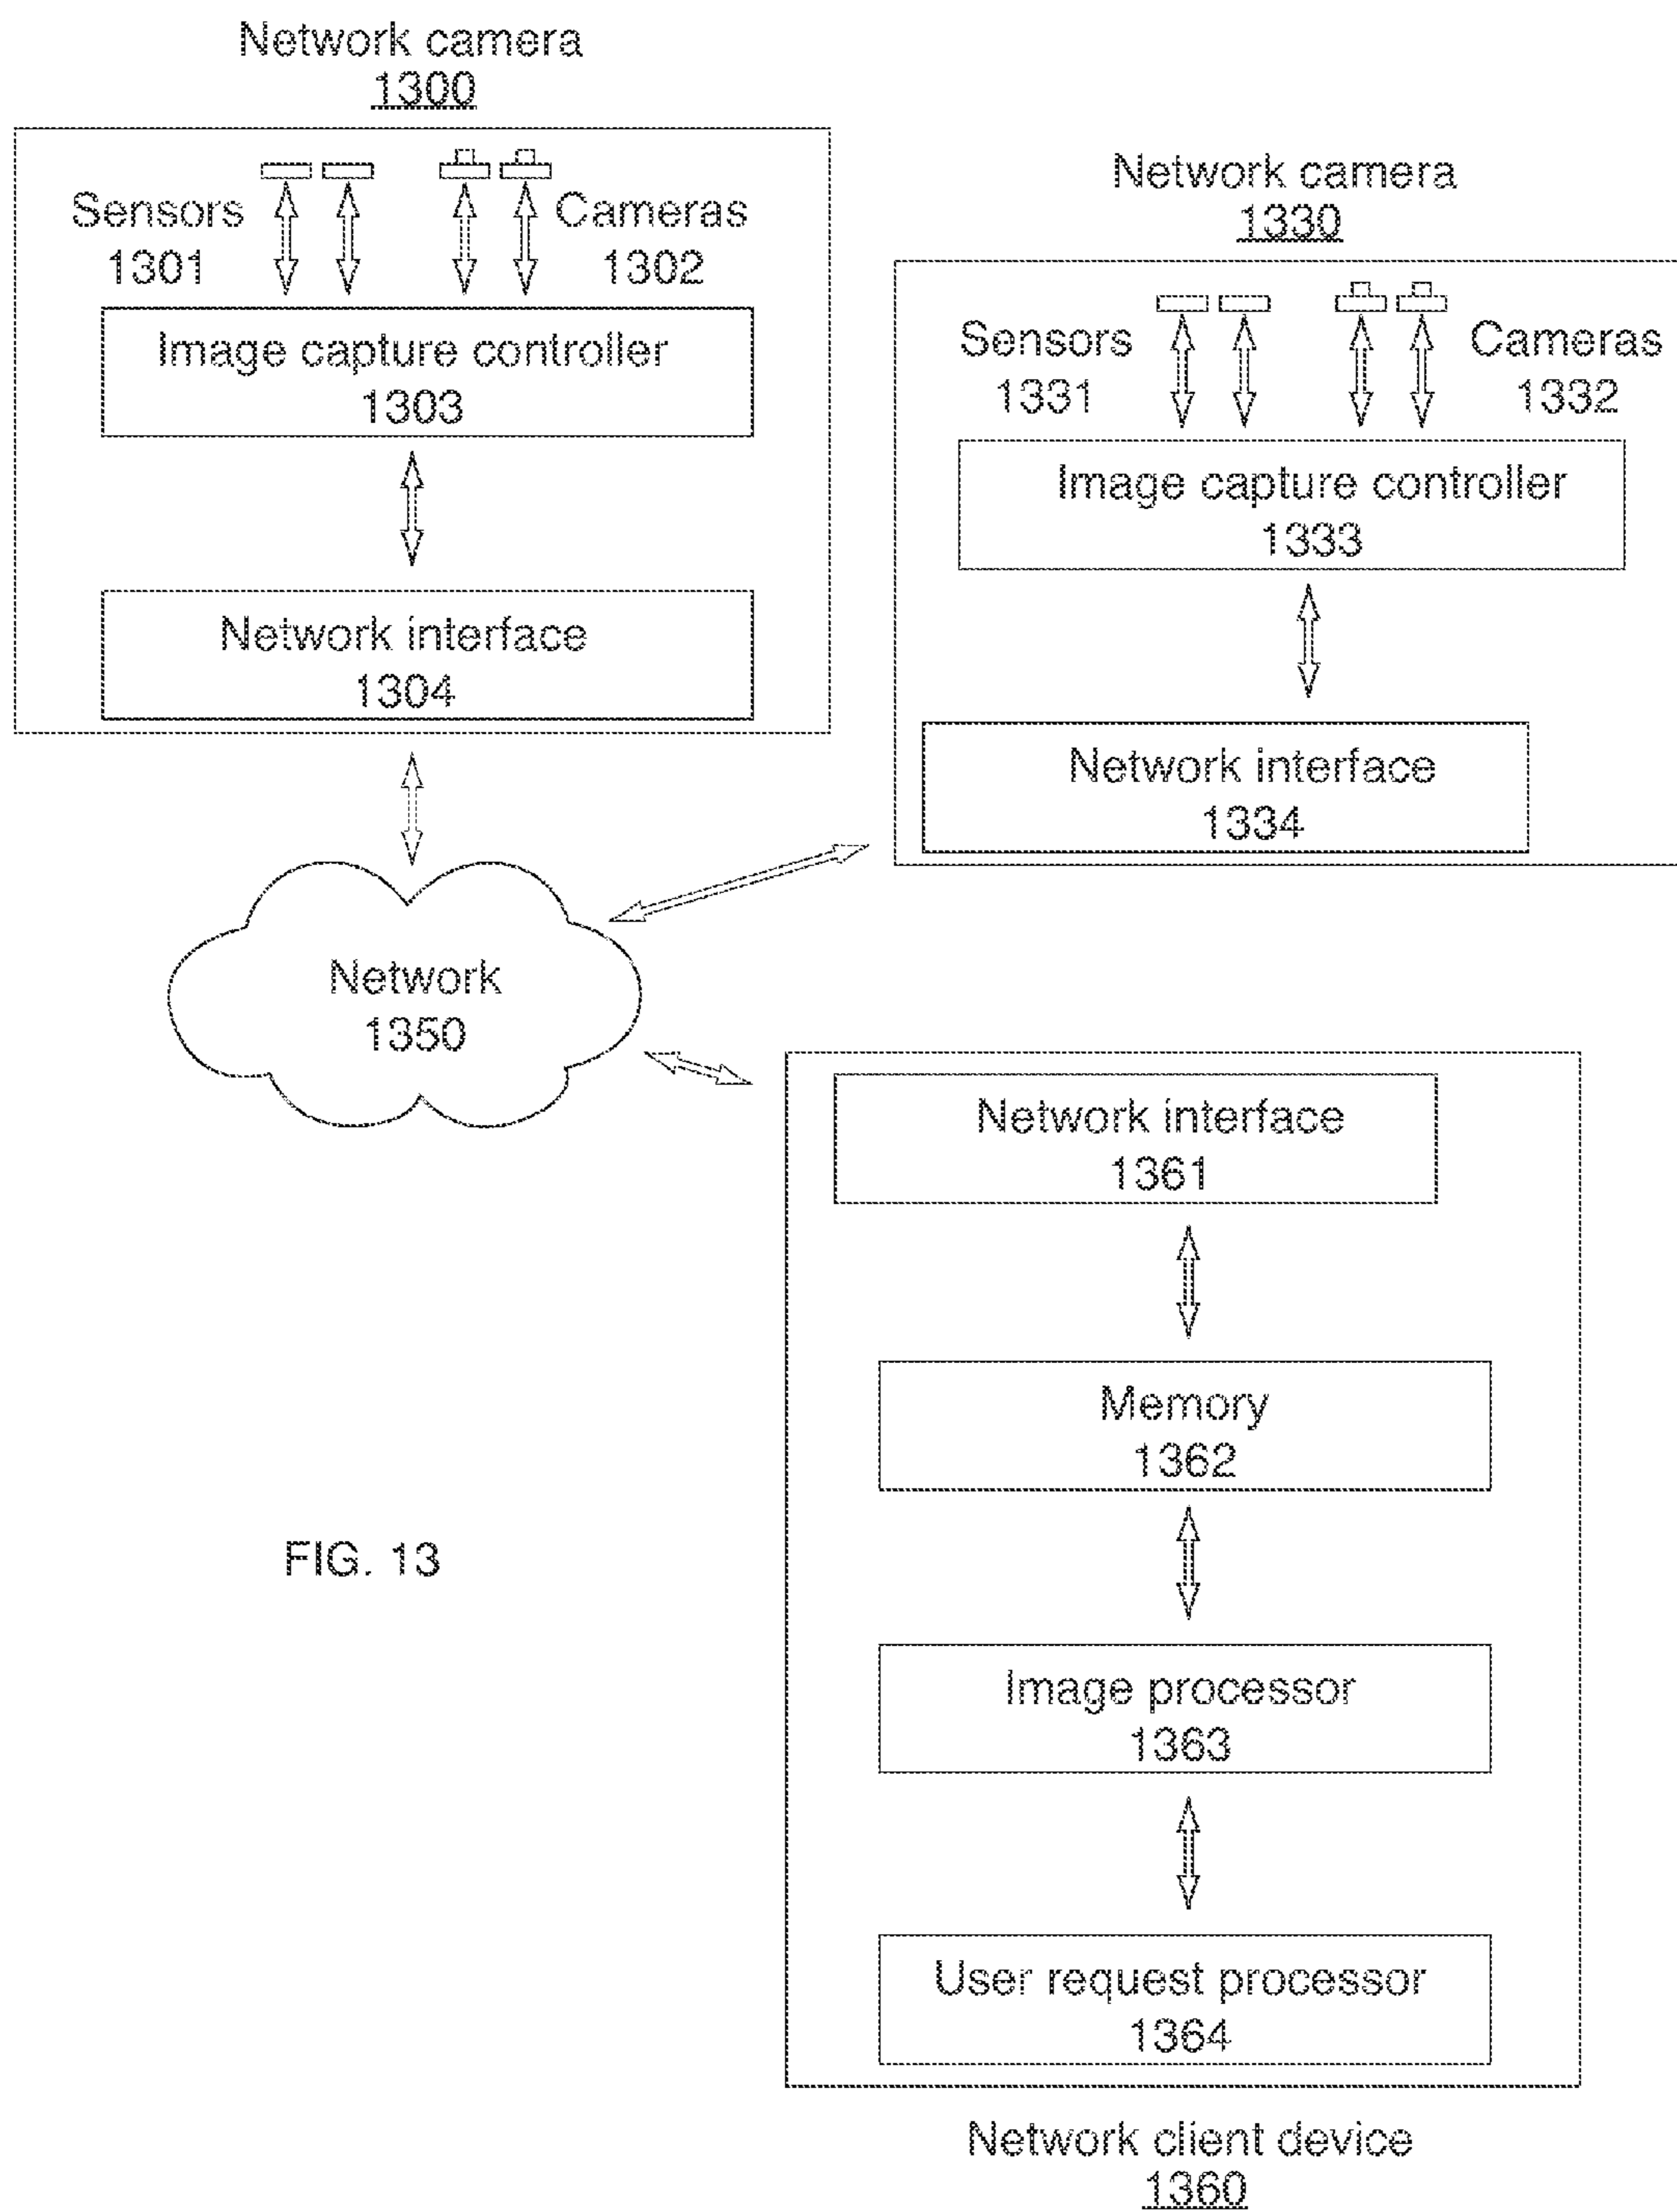 Network camera
1300
Sensors
1301
Cameras
1302
Image capture controller
1303
Network interface
1304
Network camera
1330
Sensors
1331
Cameras
1332
Image capture controller
1333
Network interface
1334
Network
1350
Network interface
1361
Memory
1362
Image processor
1363
User request processor
1364
Network client device
1360
FIG. 13